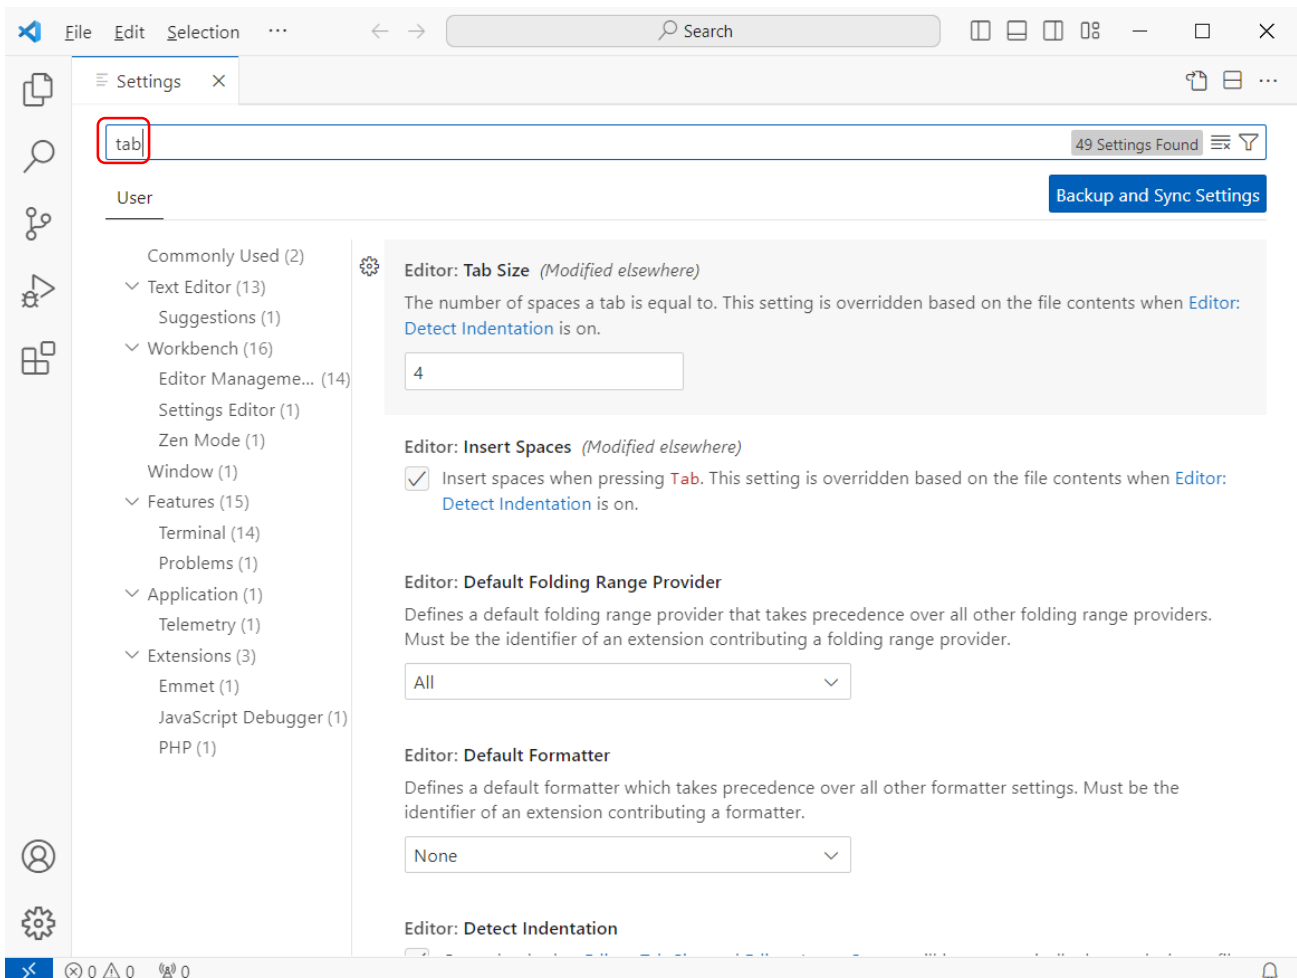 File Edit Selection ··· Search
Settings
tab 49 Settings Found
User Backup and Sync Settings
Commonly Used (2)
Text Editor (13)
Suggestions (1)
Workbench (16)
Editor Manageme... (14)
Settings Editor (1)
Zen Mode (1)
Window (1)
Features (15)
Terminal (14)
Problems (1)
Application (1)
Telemetry (1)
Extensions (3)
Emmet (1)
JavaScript Debugger (1)
PHP (1)
Editor: Tab Size (Modified elsewhere)
The number of spaces a tab is equal to. This setting is overridden based on the file contents when Editor:
Detect Indentation is on.
4
Editor: Insert Spaces (Modified elsewhere)
Insert spaces when pressing Tab. This setting is overridden based on the file contents when Editor:
Detect Indentation is on.
Editor: Default Folding Range Provider
Defines a default folding range provider that takes precedence over all other folding range providers.
Must be the identifier of an extension contributing a folding range provider.
All
Editor: Default Formatter
Defines a default formatter which takes precedence over all other formatter settings. Must be the
identifier of an extension contributing a formatter.
None
Editor: Detect Indentation
0 0 0